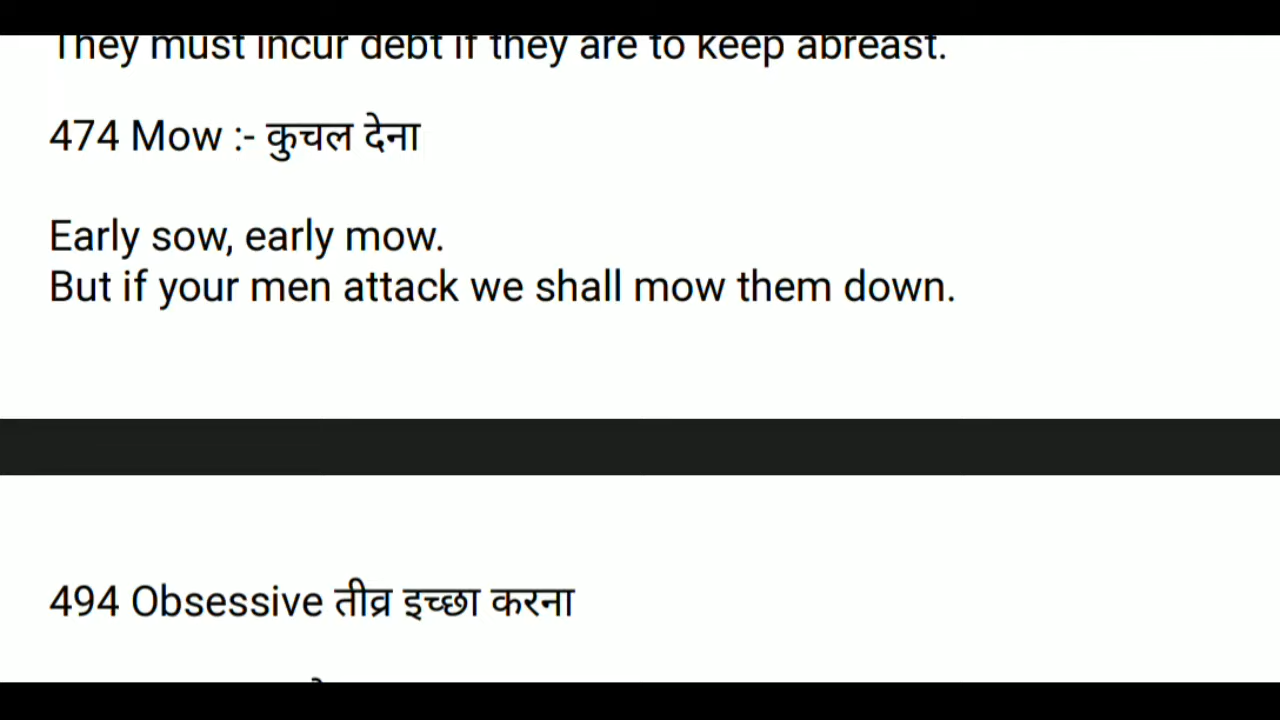 They must incur debt if they are to keep abreast.
474 Mow :- कुचल देना
Early sow, early mow.
But if your men attack we shall mow them down.
494 Obsessive तीव्र इच्छा करना